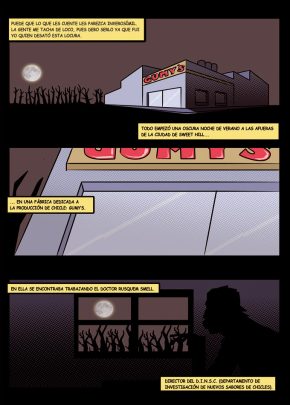 PUEDE QUE LO QUE LES CUENTE LES PAREZCA INVEROSÍMIL,
LA GENTE ME TACHA DE LOCO, PUES DEBO SERLO YA QUE FUI
YO QUIEN DESATÓ ESTA LOCURA.
GUMY'S
TODO EMPEZÓ UNA OSCURA NOCHE DE VERANO A LAS AFUERAS
DE LA CIUDAD DE SWEET HILL...
GUMY'S
... EN UNA FÁBRICA DEDICADA A
LA PRODUCCIÓN DE CHICLE: GUMY'S.
EN ELLA SE ENCONTRABA TRABAJANDO EL DOCTOR RUSQUEM SMELL.
DIRECTOR DEL D.I.N.S.C. (DEPARTAMENTO DE
INVESTIGACIÓN DE NUEVOS SABORES DE CHICLES)